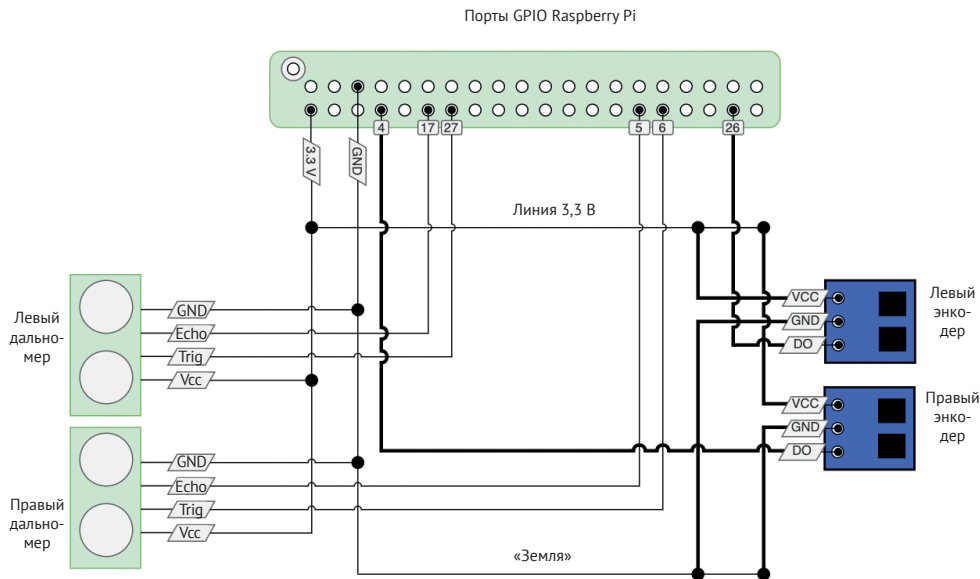 Порты GPIO Raspberry Pi
4
17
27
5
6
26
3.3 V
GND
Линия 3,3 В
Левый
дально-
мер
GND
Echo
Trig
Vcc
VCC
GND
DO
Левый
энко-
дер
Правый
дально-
мер
GND
Echo
Trig
Vcc
VCC
GND
DO
Правый
энко-
дер
«Земля»